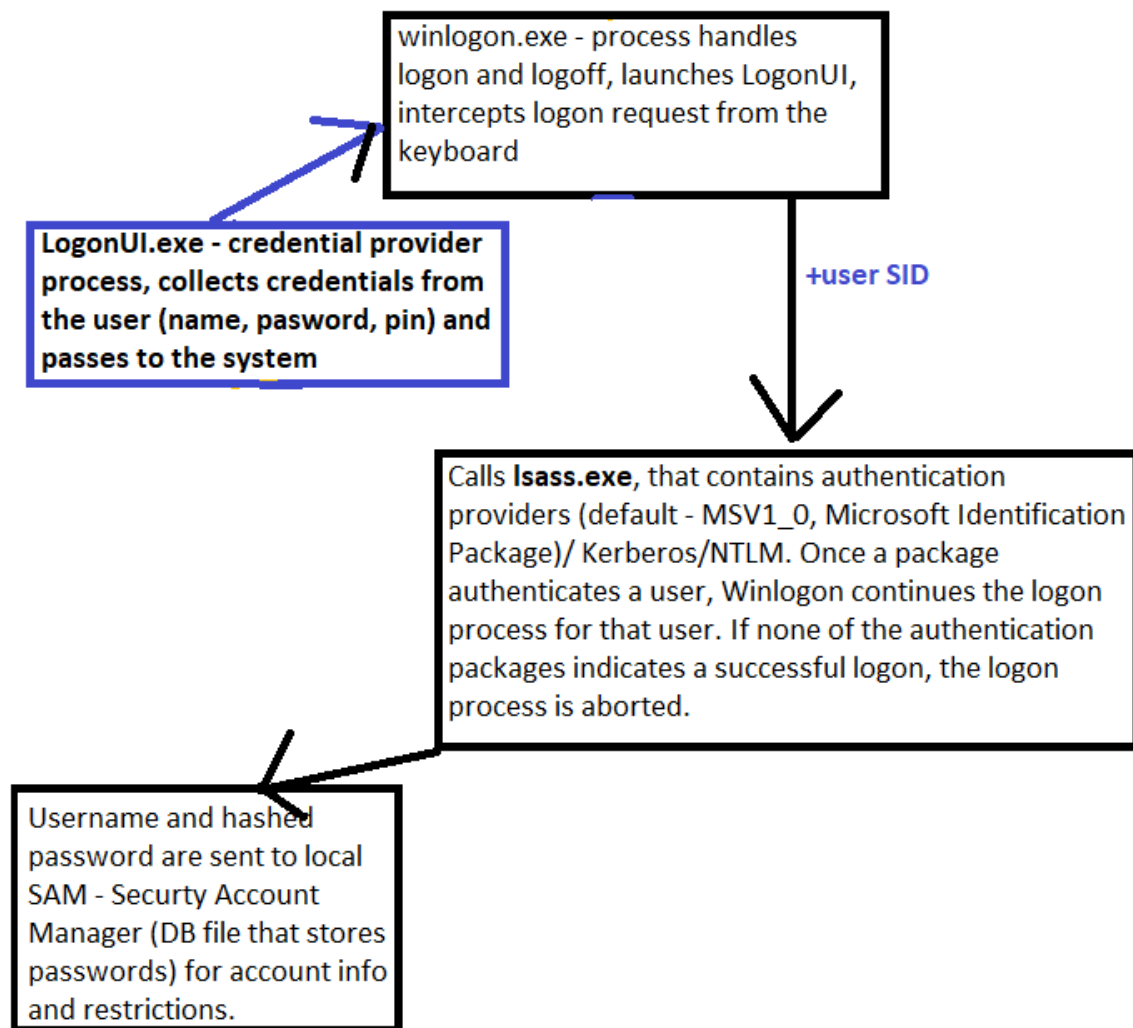 winlogon.exe - process handles
logon and logoff, launches LogonUI,
intercepts logon request from the
keyboard
LogonUI.exe - credential provider
process, collects credentials from
the user (name, pasword, pin) and
passes to the system
+user SID
Calls lsass.exe, that contains authentication
providers (default - MSV1_0, Microsoft Identification
Package)/ Kerberos/NTLM. Once a package
authenticates a user, Winlogon continues the logon
process for that user. If none of the authentication
packages indicates a successful logon, the logon
process is aborted.
Username and hashed
password are sent to local
SAM - Securty Account
Manager (DB file that stores
passwords) for account info
and restrictions.